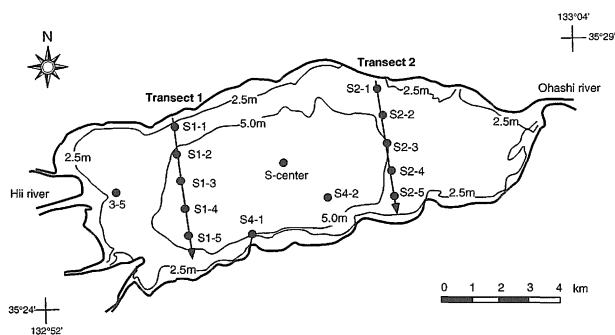 133°04'
35°29'
N
Transect 2
Ohashi river
Transect 1
2.5m
S2-1
2.5m
S1-1
5.0m
S2-2
2.5m
2.5m
S1-2
S2-3
S-center
Hii river
S1-3
S2-4
3-5
S4-2
S2-5
2.5m
S1-4
S4-1
5.0m
S1-5
2.5m
35°24'
132°52'
km
0 1 2 3 4